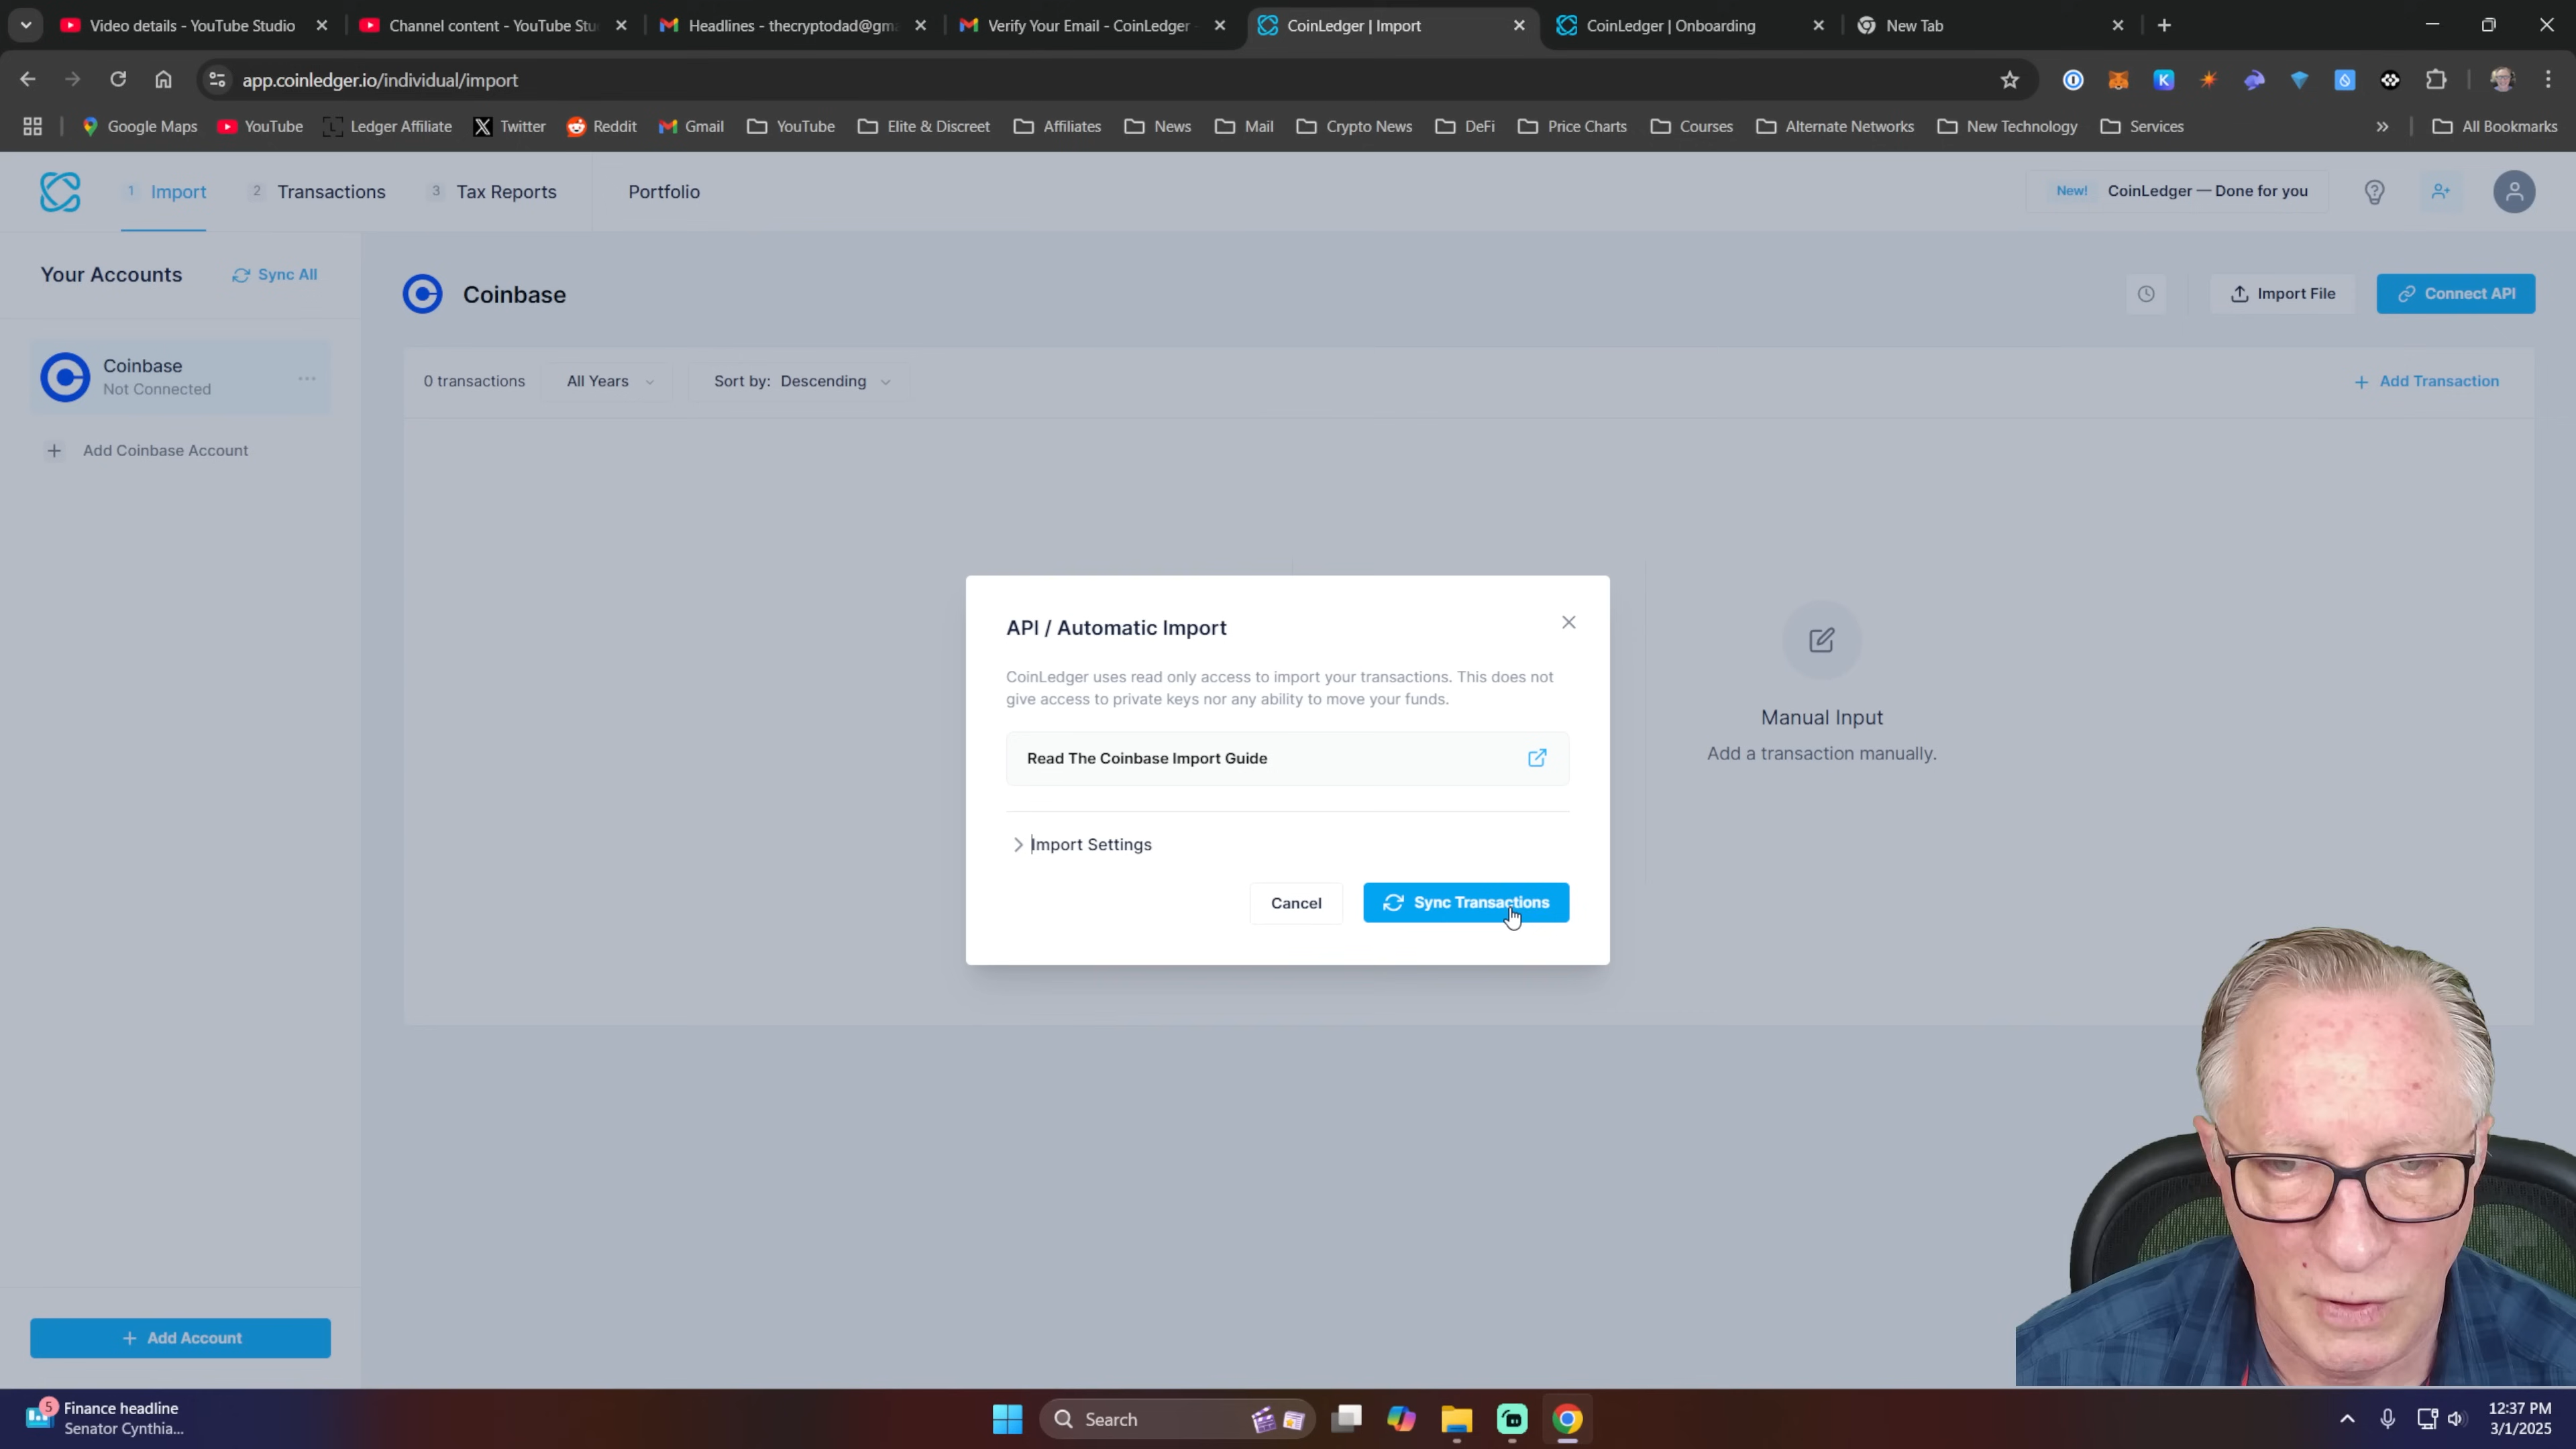 Video details - YouTube Studio
Channel content - YouTube Stu
Headlines - thecryptodad@gma
Verify Your Email - CoinLedger -
CoinLedger | Import
CoinLedger | Onboarding
New Tab
app.coinledger.io/individual/import
Google Maps
YouTube
Ledger Affiliate
Twitter
Reddit
Gmail
YouTube
Elite & Discreet
Affiliates
News
Mail
Crypto News
DeFi
Price Charts
Courses
Alternate Networks
New Technology
Services
All Bookmarks
1 Import
2 Transactions
3 Tax Reports
Portfolio
New! CoinLedger — Done for you
Your Accounts
Sync All
Coinbase
Import File
Connect API
Coinbase
Not Connected
0 transactions
All Years
Sort by: Descending
+ Add Transaction
+ Add Coinbase Account
API / Automatic Import
CoinLedger uses read only access to import your transactions. This does not
give access to private keys nor any ability to move your funds.
Read The Coinbase Import Guide
Import Settings
Cancel
Sync Transactions
Manual Input
Add a transaction manually.
+ Add Account
5
Finance headline
Senator Cynthia...
Search
12:37 PM
3/1/2025